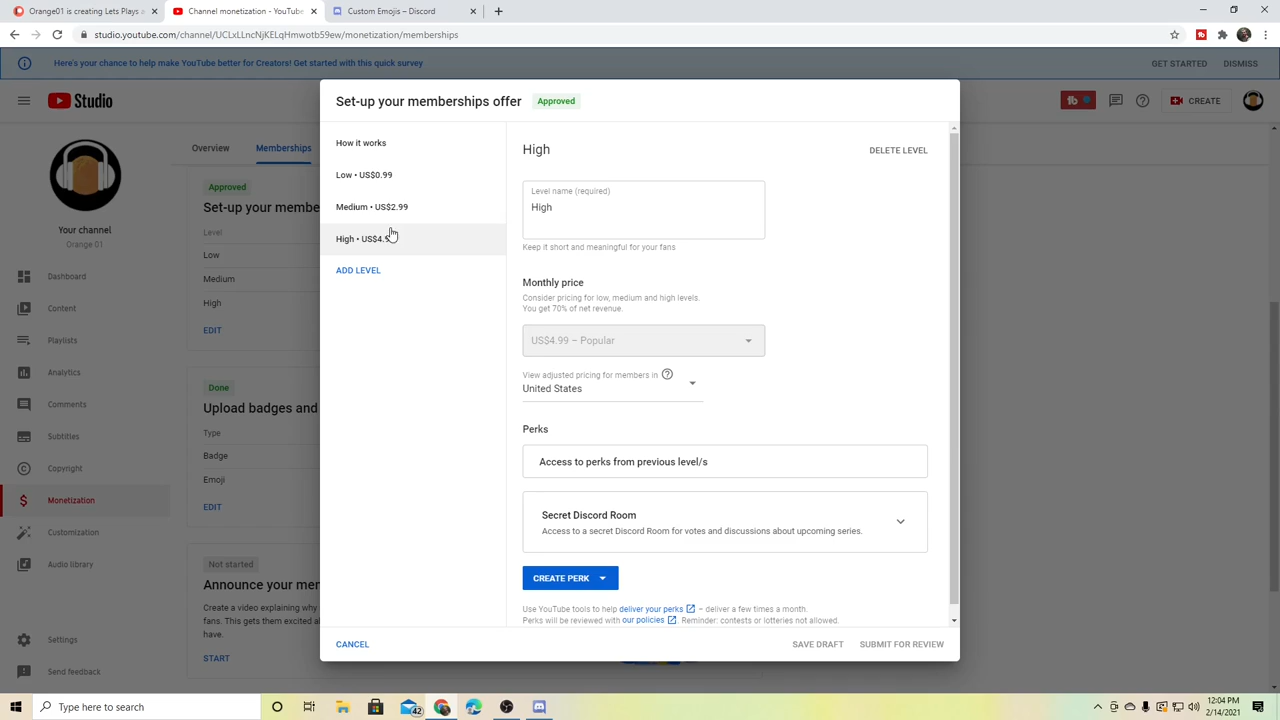 Orange01 is creating Lets Plays a
Channel monetization - YouTube
Custom Emojis – Discord
studio.youtube.com/channel/UCLxLLncNjKELqHmwotb59ew/monetization/memberships
Here's your chance to help make YouTube better for Creators! Get started with this quick survey
GET STARTED
DISMISS
Studio
CREATE
Your channel
Orange 01
Dashboard
Content
Playlists
Analytics
Comments
Subtitles
Copyright
Monetization
Customization
Audio library
Settings
Send feedback
Overview
Memberships
Approved
Set-up your memb
Level
Low
Medium
High
EDIT
Done
Upload badges and
Type
Badge
Emoji
EDIT
Not started
Announce your mem
Create a video explaining why
fans. This gets them excited a
have.
START
Set-up your memberships offer
Approved
How it works
Low • US$0.99
Medium • US$2.99
High • US$4.9
ADD LEVEL
High
DELETE LEVEL
Level name (required)
High
Keep it short and meaningful for your fans
Monthly price
Consider pricing for low, medium and high levels.
You get 70% of net revenue.
US$4.99 – Popular
View adjusted pricing for members in
United States
Perks
Access to perks from previous level/s
Secret Discord Room
Access to a secret Discord Room for votes and discussions about upcoming series.
CREATE PERK
Use YouTube tools to help deliver your perks – deliver a few times a month.
Perks will be reviewed with our policies Reminder: contests or lotteries not allowed.
CANCEL
SAVE DRAFT
SUBMIT FOR REVIEW
Type here to search
42
12:04 PM
2/14/2021